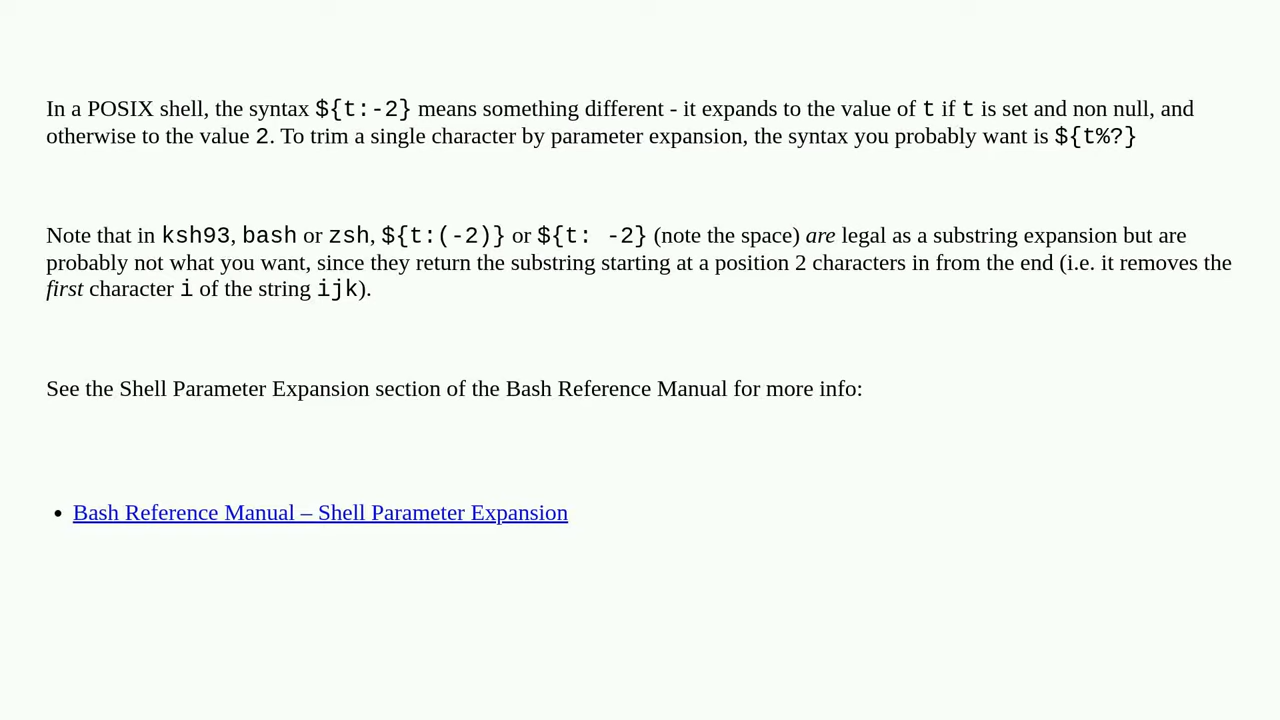 In a POSIX shell, the syntax ${t:-2} means something different - it expands to the value of t if t is set and non null, and
otherwise to the value 2. To trim a single character by parameter expansion, the syntax you probably want is ${t%?}
Note that in ksh93, bash or zsh, ${t:(-2)} or ${t: -2} (note the space) are legal as a substring expansion but are
probably not what you want, since they return the substring starting at a position 2 characters in from the end (i.e. it removes the
first character i of the string ijk).
See the Shell Parameter Expansion section of the Bash Reference Manual for more info:
• Bash Reference Manual – Shell Parameter Expansion